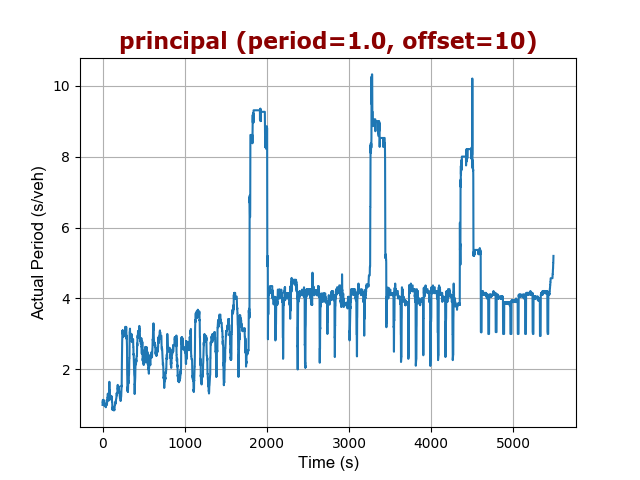 principal (period=1.0, offset=10)
Actual Period (s/veh)
10
8
6
4
2
0 1000 2000 3000 4000 5000
Time (s)